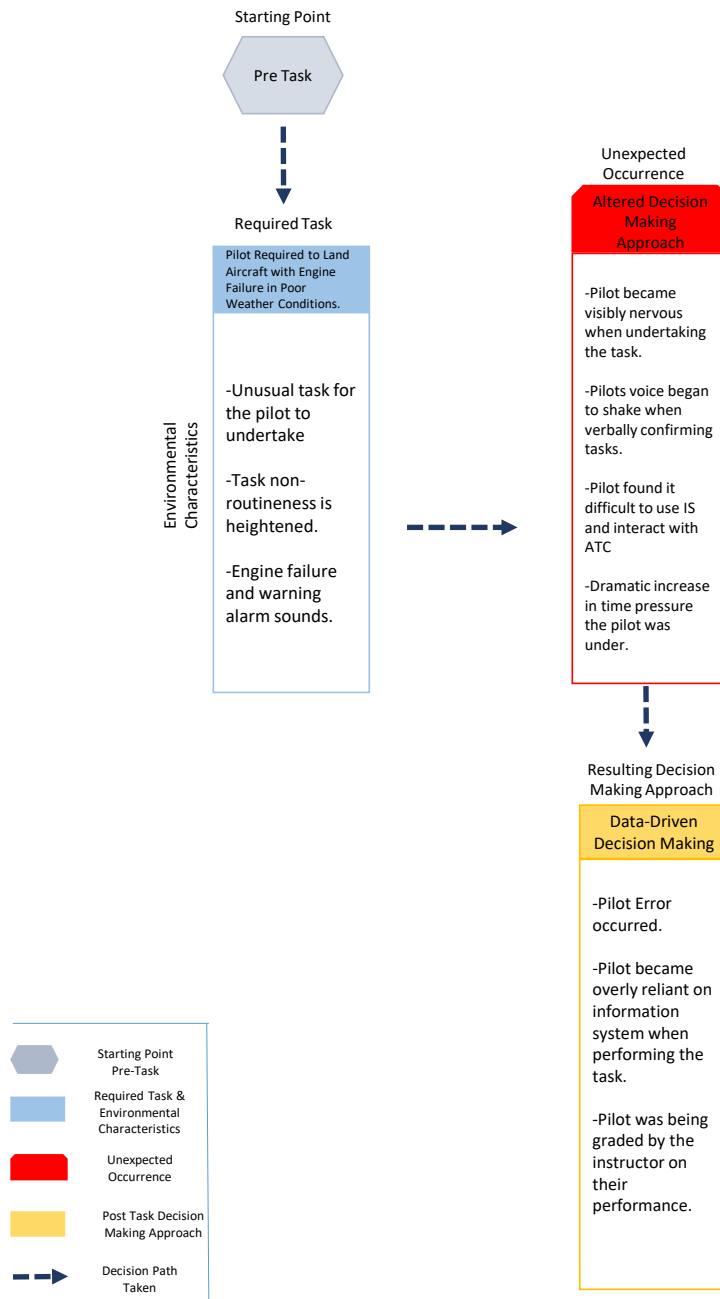 Starting Point
Pre Task
Required Task
Pilot Required to Land
Aircraft with Engine
Failure in Poor
Weather Conditions.
Environmental
Characteristics
-Unusual task for
the pilot to
undertake
-Task non-
routineness is
heightened.
-Engine failure
and warning
alarm sounds.
Unexpected
Occurrence
Altered Decision
Making
Approach
-Pilot became
visibly nervous
when undertaking
the task.
-Pilots voice began
to shake when
verbally confirming
tasks.
-Pilot found it
difficult to use IS
and interact with
ATC
-Dramatic increase
in time pressure
the pilot was
under.
Resulting Decision
Making Approach
Data-Driven
Decision Making
-Pilot Error
occurred.
-Pilot became
overly reliant on
information
system when
performing the
task.
-Pilot was being
graded by the
instructor on
their
performance.
Starting Point
Pre-Task
Required Task &
Environmental
Characteristics
Unexpected
Occurrence
Post Task Decision
Making Approach
Decision Path
Taken